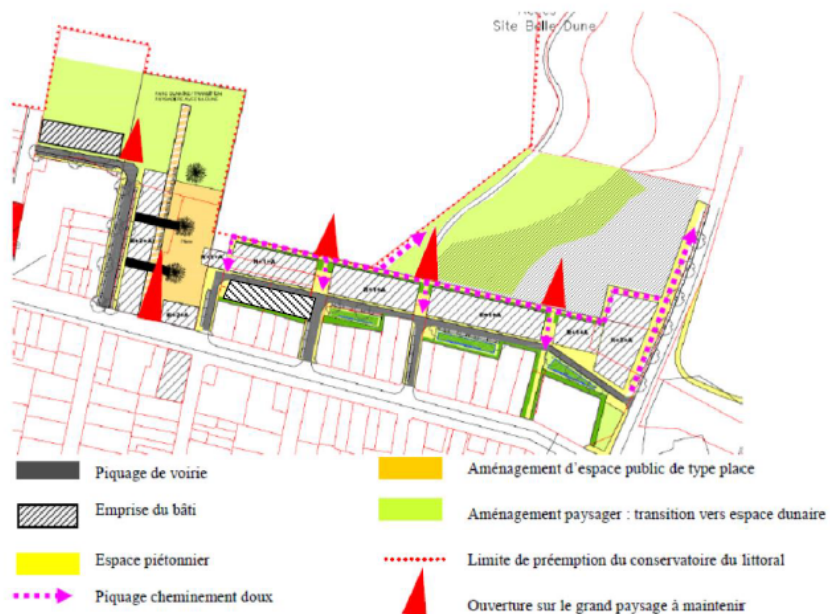 Site Belle Dune
Piquage de voirie
Emprise du bâti
Espace piétonnier
Piquage cheminement doux
Aménagement d'espace public de type place
Aménagement paysager : transition vers espace dunaire
Limite de préemption du conservatoire du littoral
Ouverture sur le grand paysage à maintenir